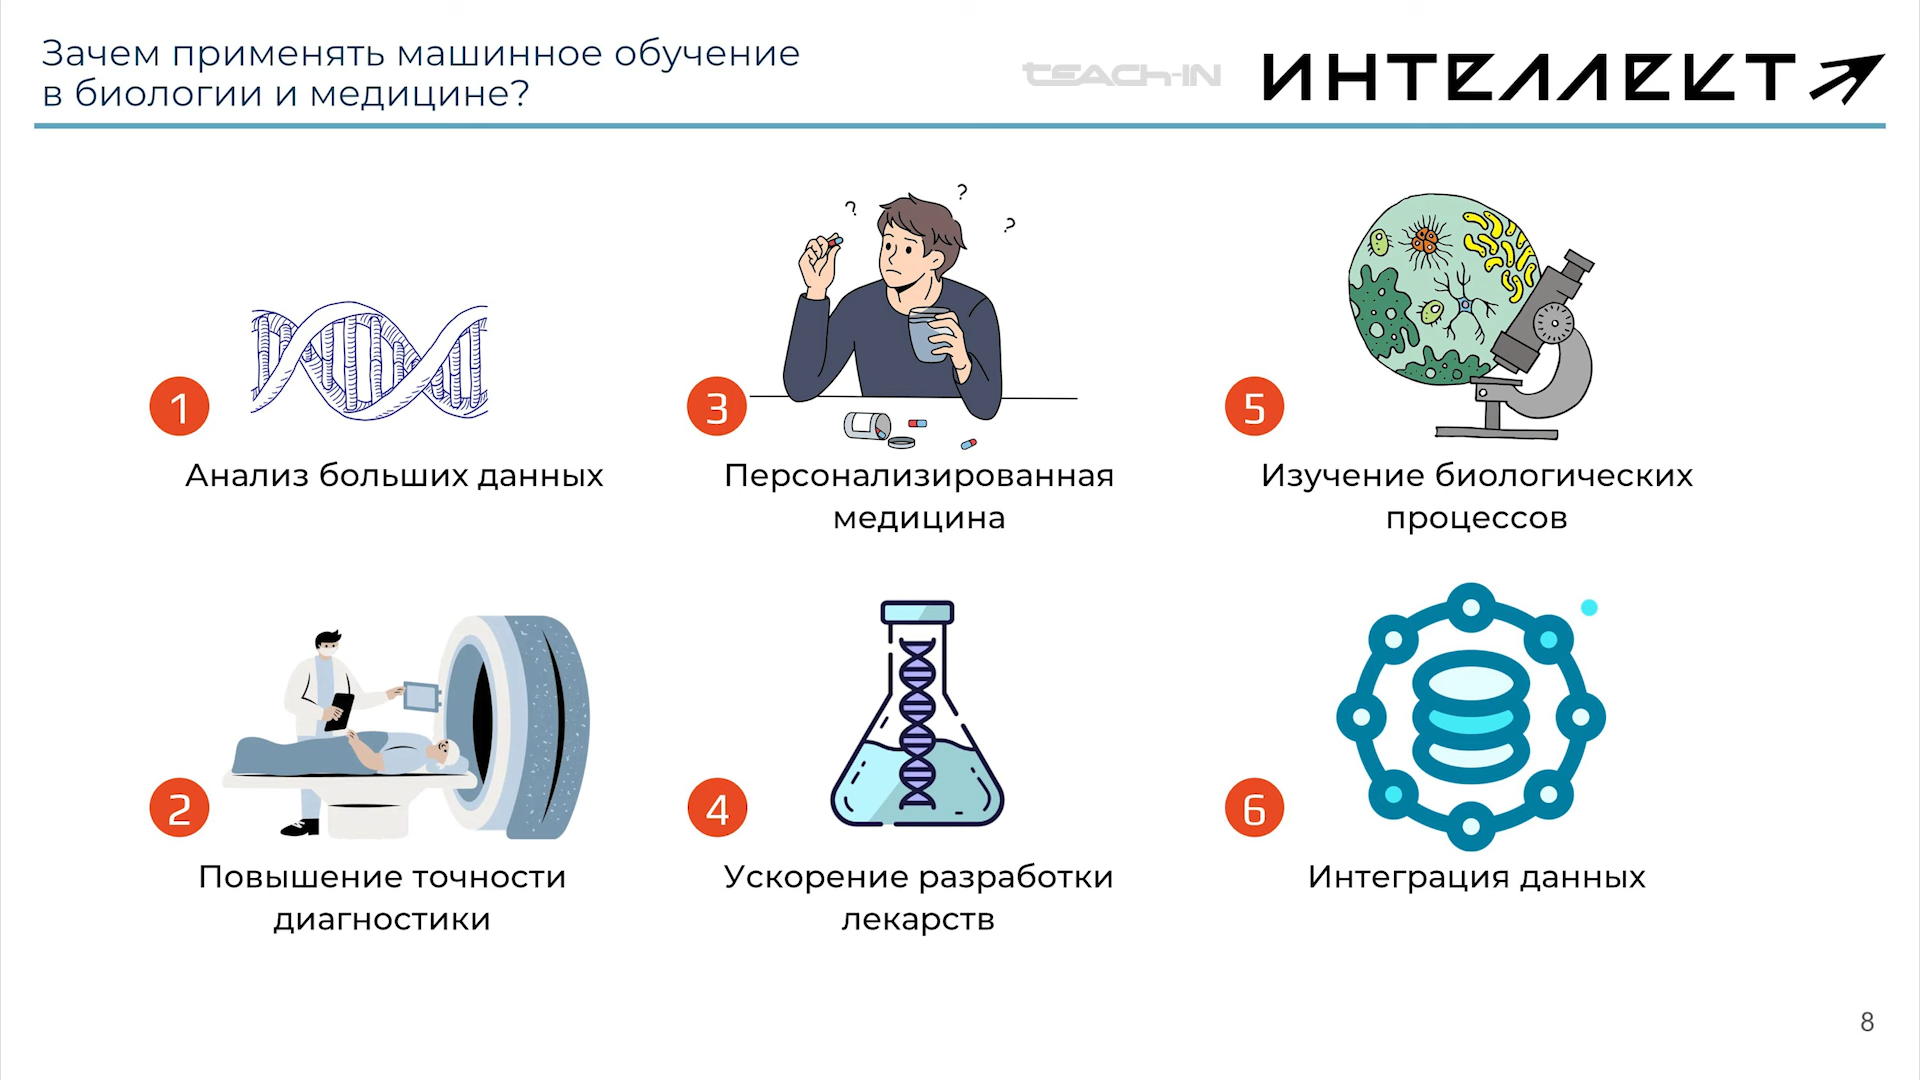 Зачем применять машинное обучение
в биологии и медицине?
TEACH-IN
ИНТЕЛЛЕКТ
? ? ?
1
Анализ больших данных
3
Персонализированная
медицина
5
Изучение биологических
процессов
2
Повышение точности
диагностики
4
Ускорение разработки
лекарств
6
Интеграция данных
8